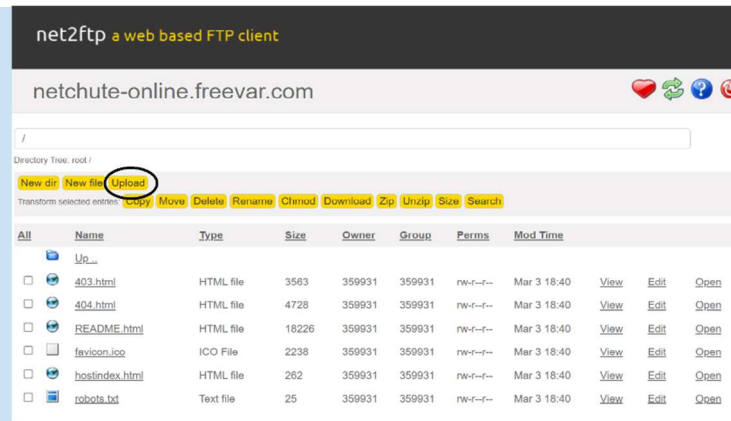 net2ftp a web based FTP client
netchute-online.freevar.com
/
Directory Tree: root /
New dir New file Upload
Transform selected entries: Copy Move Delete Rename Chmod Download Zip Unzip Size Search
All Name Type Size Owner Group Perms Mod Time
Up ..
403.html HTML file 3563 359931 359931 rw-r--r-- Mar 3 18:40 View Edit Open
404.html HTML file 4728 359931 359931 rw-r--r-- Mar 3 18:40 View Edit Open
README.html HTML file 18226 359931 359931 rw-r--r-- Mar 3 18:40 View Edit Open
favicon.ico ICO File 2238 359931 359931 rw-r--r-- Mar 3 18:40 View Edit Open
hostindex.html HTML file 262 359931 359931 rw-r--r-- Mar 3 18:40 View Edit Open
robots.txt Text file 25 359931 359931 rw-r--r-- Mar 3 18:40 View Edit Open